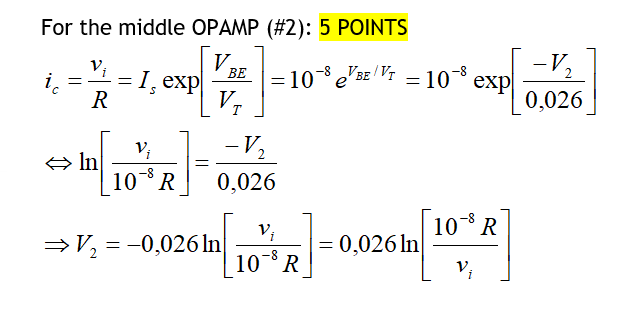 For the middle OPAMP (#2): 5 POINTS
i_c = v_i / R = I_s exp[V_BE / V_T] = 10^−8 e^(V_BE / V_T) = 10^−8 exp[−V_2 / 0,026]
⇔ ln[v_i / (10^−8 R)] = −V_2 / 0,026
⇒ V_2 = −0,026 ln[v_i / (10^−8 R)] = 0,026 ln[10^−8 R / v_i]